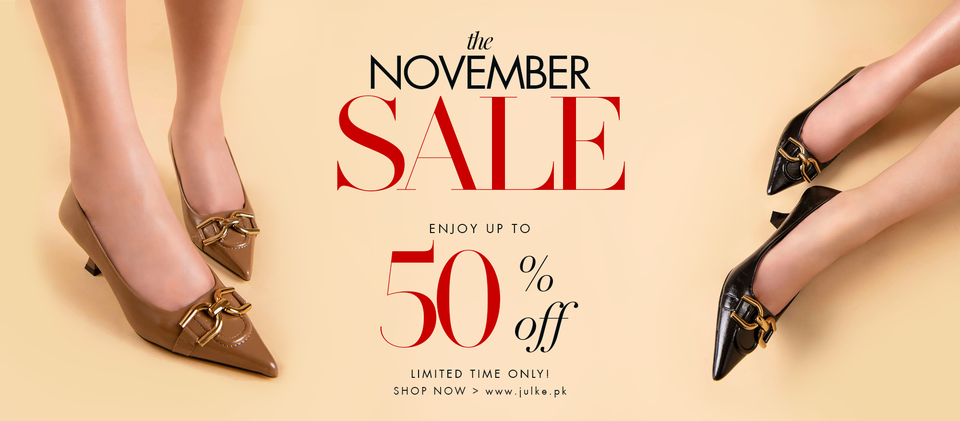 the
NOVEMBER
SALE
ENJOY UP TO
50 % off
LIMITED TIME ONLY!
SHOP NOW > www.julke.pk